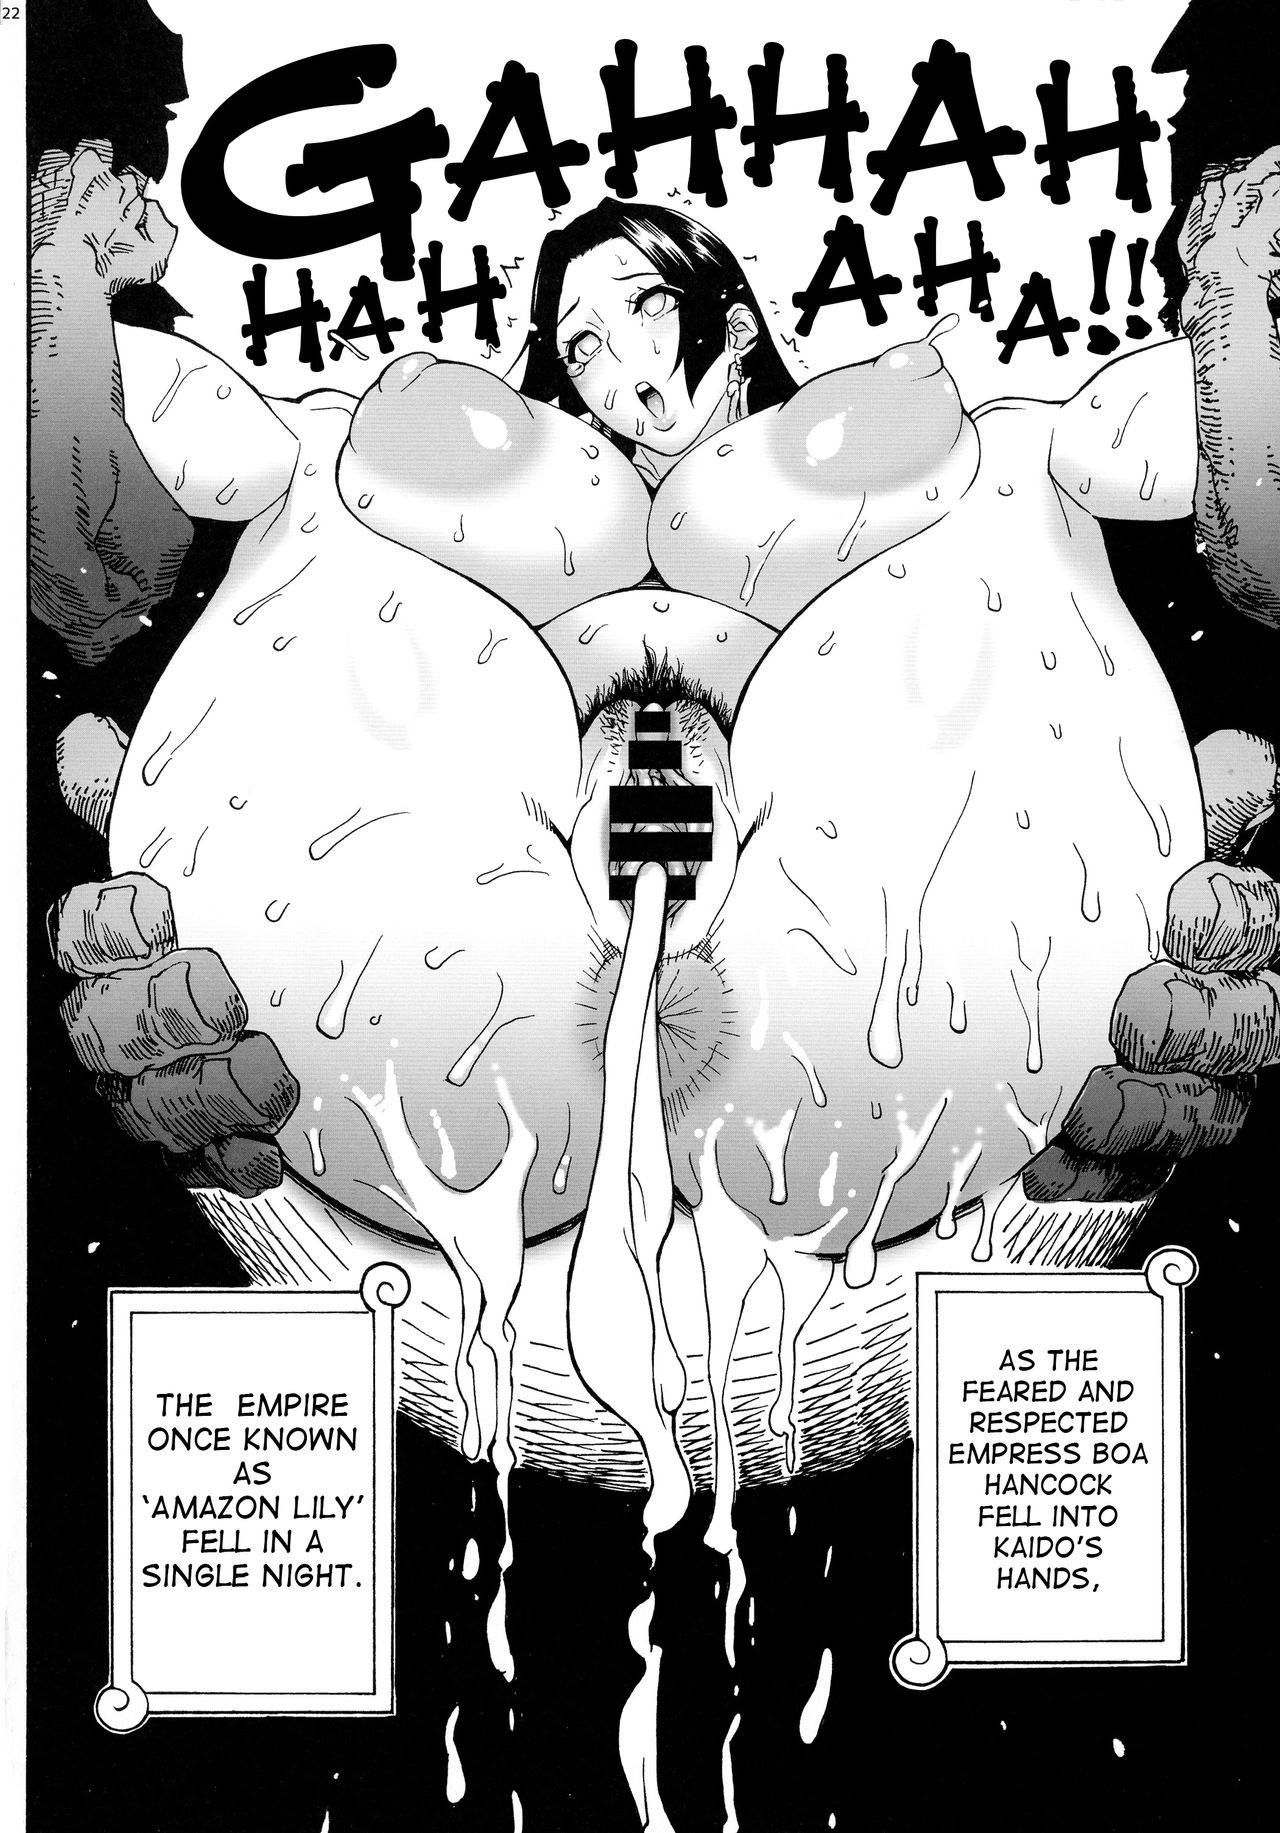 22
GAHHAH
HAH AHA!!
AS THE
FEARED AND
RESPECTED
EMPRESS BOA
HANCOCK
FELL INTO
KAIDO'S
HANDS,
THE EMPIRE
ONCE KNOWN
AS
'AMAZON LILY'
FELL IN A
SINGLE NIGHT.